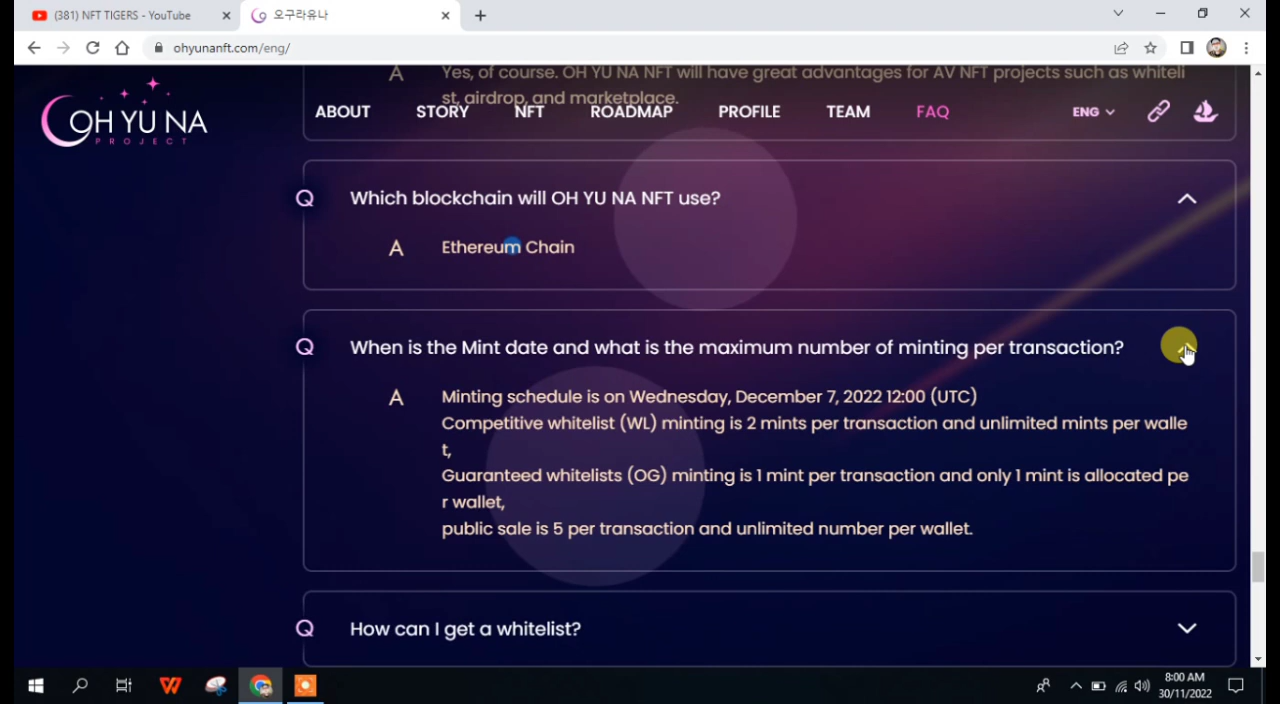 (381) NFT TIGERS - YouTube
오구라유나
ohyunanft.com/eng/
A Yes, of course. OH YU NA NFT will have great advantages for AV NFT projects such as whiteli
st, airdrop, and marketplace.
OH YU NA
PROJECT
ABOUT STORY NFT ROADMAP PROFILE TEAM FAQ ENG
Q Which blockchain will OH YU NA NFT use?
A Ethereum Chain
Q When is the Mint date and what is the maximum number of minting per transaction?
A Minting schedule is on Wednesday, December 7, 2022 12:00 (UTC)
Competitive whitelist (WL) minting is 2 mints per transaction and unlimited mints per walle
t,
Guaranteed whitelists (OG) minting is 1 mint per transaction and only 1 mint is allocated pe
r wallet,
public sale is 5 per transaction and unlimited number per wallet.
Q How can I get a whitelist?
8:00 AM
30/11/2022